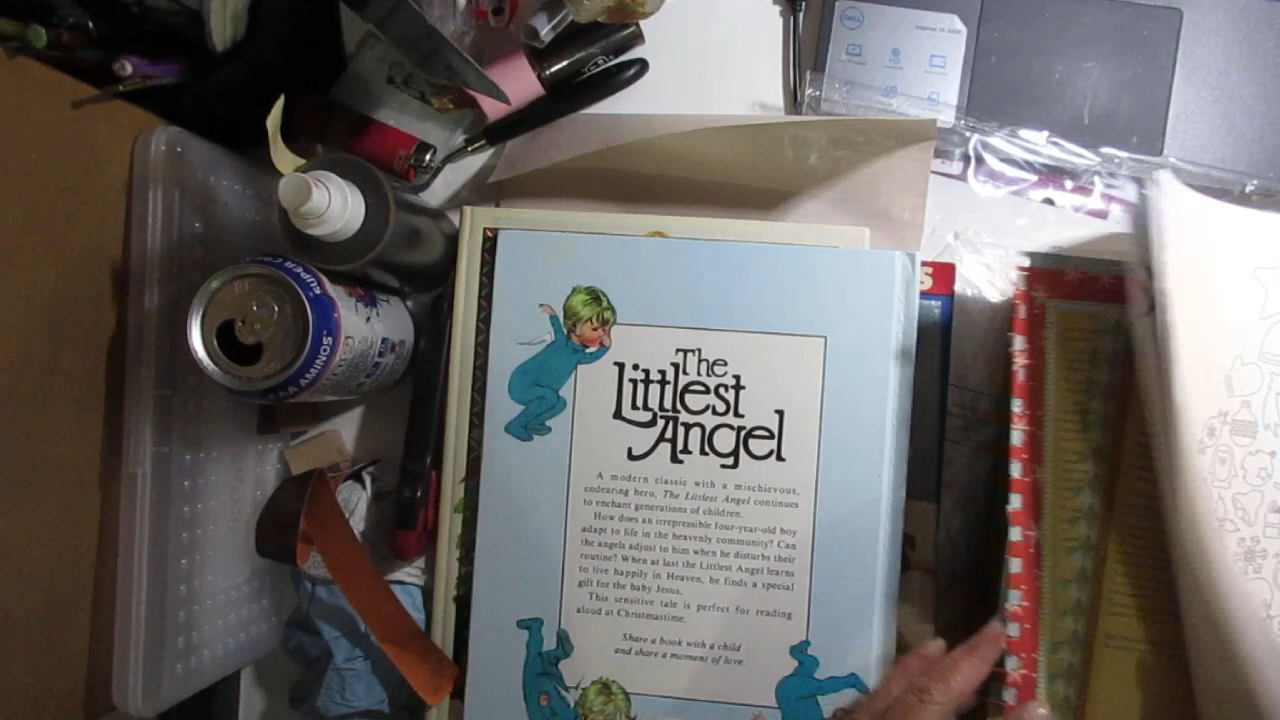 DELL
S
SUPER CO
EAA AMINOS
The
Littlest
Angel
A modern classic with a mischievous,
endearing hero, The Littlest Angel continues
to enchant generations of children.
How does an irrepressible four-year-old boy
adapt to life in the heavenly community? Can
the angels adjust to him when he disturbs their
routine? When at last the Littlest Angel learns
to live happily in Heaven, he finds a special
gift for the baby Jesus.
This sensitive tale is perfect for reading
aloud at Christmastime.
Share a book with a child
and share a moment of love.